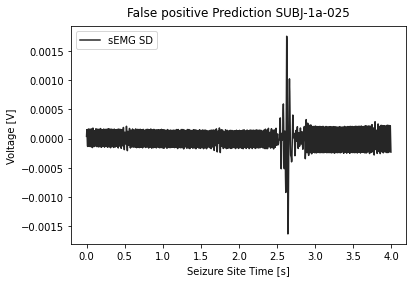 False positive Prediction SUBJ-1a-025
sEMG SD
Voltage [V]
0.0015
0.0010
0.0005
0.0000
−0.0005
−0.0010
−0.0015
0.0 0.5 1.0 1.5 2.0 2.5 3.0 3.5 4.0
Seizure Site Time [s]